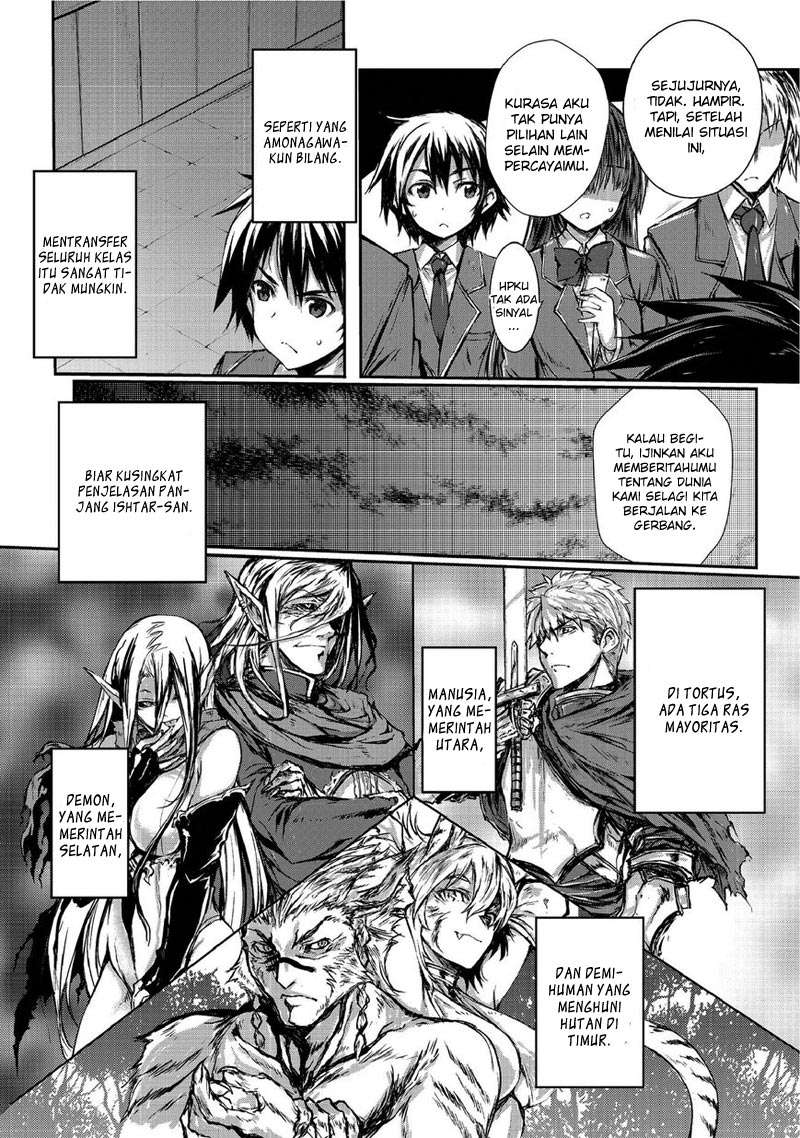 SEJUJURNYA,
TIDAK. HAMPIR.
TAPI, SETELAH
MENILAI SITUASI
INI,
KURASA AKU
TAK PUNYA
PILIHAN LAIN
SELAIN MEM-
PERCAYAIMU.
HPKU
TAK ADA
SINYAL
...
SEPERTI YANG
AMONAGAWA-
KUN BILANG.
MENTRANSFER
SELURUH KELAS
ITU SANGAT TI-
DAK MUNGKIN.
KALAU BEGI-
TU, IJINKAN AKU
MEMBERITAHUMU
TENTANG DUNIA
KAMI SELAGI KITA
BERJALAN KE
GERBANG.
BIAR KUSINGKAT
PENJELASAN PAN-
JANG ISHTAR-SAN.
DI TORTUS,
ADA TIGA RAS
MAYORITAS.
MANUSIA,
YANG ME-
MERINTAH
UTARA,
DEMON,
YANG ME-
MERINTAH
SELATAN,
DAN DEMI-
HUMAN YANG
MENGHUNI
HUTAN DI
TIMUR.